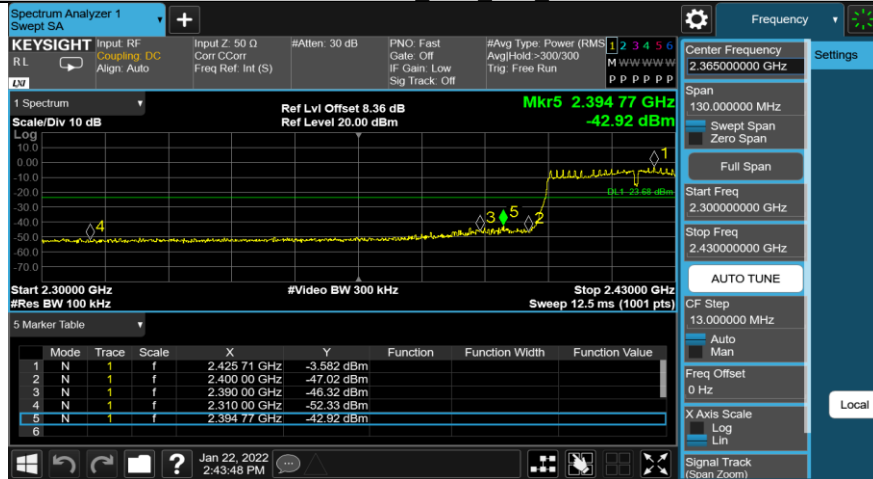 Spectrum Analyzer 1
Swept SA
Frequency
KEYSIGHT
RL
LXI
Input: RF
Coupling: DC
Align: Auto
Input Z: 50 Ω
Corr CCorr
Freq Ref: Int (S)
#Atten: 30 dB
PNO: Fast
Gate: Off
IF Gain: Low
Sig Track: Off
#Avg Type: Power (RMS
Avg|Hold:>300/300
Trig: Free Run
1 2 3 4 5 6
M W W W W W
P P P P P P
Center Frequency
2.365000000 GHz
Settings
Span
130.000000 MHz
Swept Span
Zero Span
Full Span
Start Freq
2.300000000 GHz
Stop Freq
2.430000000 GHz
AUTO TUNE
CF Step
13.000000 MHz
Auto
Man
Freq Offset
0 Hz
X Axis Scale
Log
Lin
Signal Track
(Span Zoom)
Local
1 Spectrum
Scale/Div 10 dB
Ref Lvl Offset 8.36 dB
Ref Level 20.00 dBm
Mkr5 2.394 77 GHz
-42.92 dBm
Log
10.0
0.00
-10.0
-20.0
-30.0
-40.0
-50.0
-60.0
-70.0
1
DL1 -23.58 dBm
3
5
2
4
Start 2.30000 GHz
#Res BW 100 kHz
#Video BW 300 kHz
Stop 2.43000 GHz
Sweep 12.5 ms (1001 pts)
5 Marker Table
Mode Trace Scale X Y Function Function Width Function Value
1 N 1 f 2.425 71 GHz -3.582 dBm
2 N 1 f 2.400 00 GHz -47.02 dBm
3 N 1 f 2.390 00 GHz -46.32 dBm
4 N 1 f 2.310 00 GHz -52.33 dBm
5 N 1 f 2.394 77 GHz -42.92 dBm
6
Jan 22, 2022
2:43:48 PM